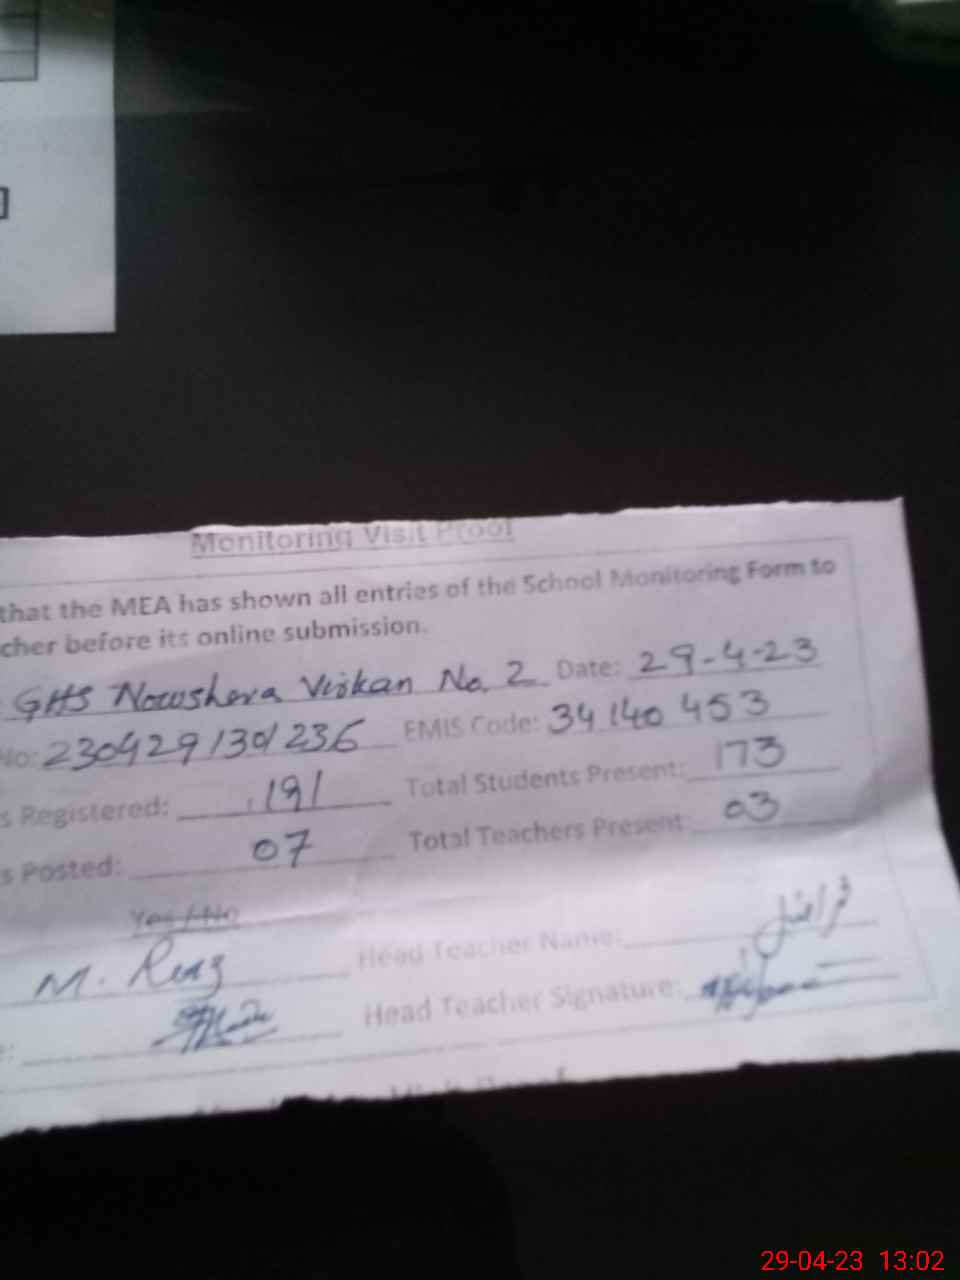 Monitoring Visit Proof
that the MEA has shown all entries of the School Monitoring Form to
cher before its online submission.
GHS Nowshera Virkan No. 2 Date: 29-4-23
No: 2304291301236 EMIS Code: 34140453
s Registered: 191 Total Students Present: 173
s Posted: 07 Total Teachers Present: 03
Yes / No
M. Head Teacher Name:
e: Head Teacher Signature:
29-04-23 13:02